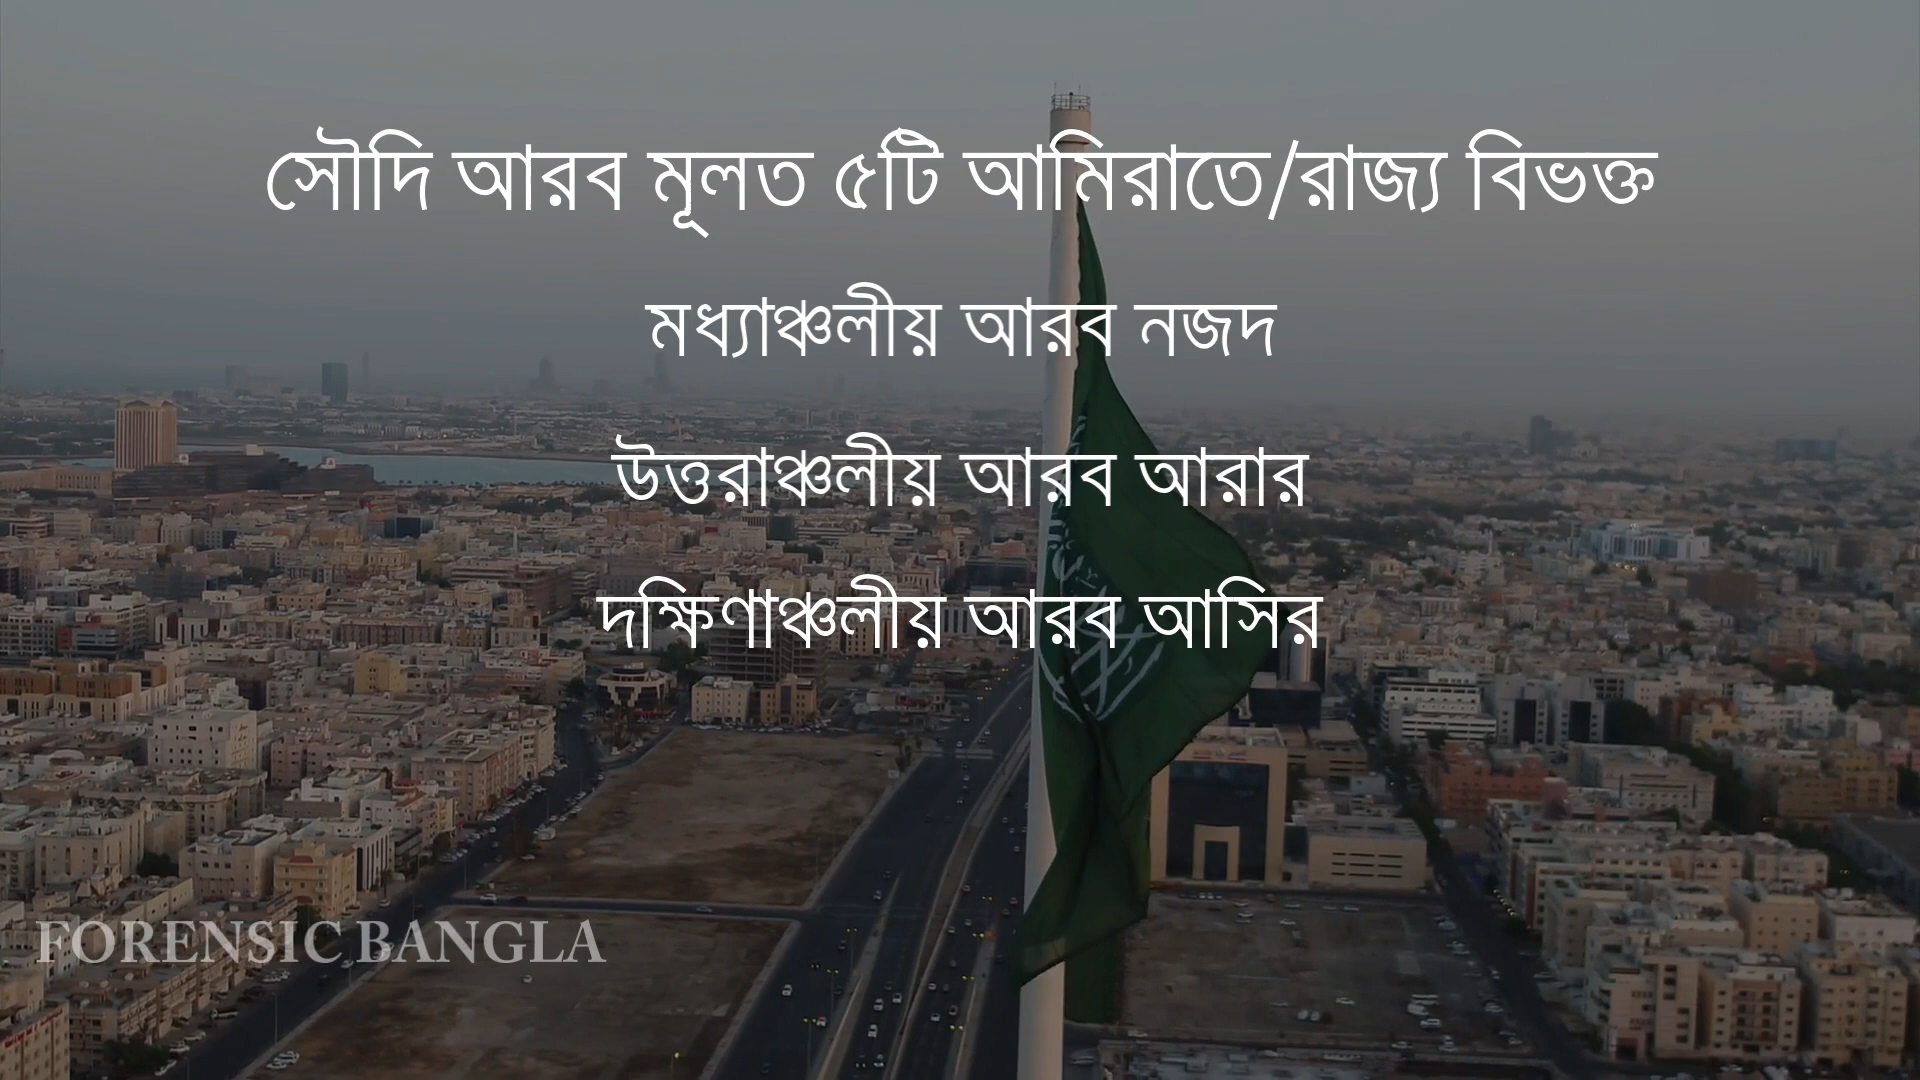 সৌদি আরব মূলত ৫টি আমিরাতে/রাজ্য বিভক্ত
মধ্যাঞ্চলীয় আরব নজদ
উত্তরাঞ্চলীয় আরব আরার
দক্ষিণাঞ্চলীয় আরব আসির
FORENSIC BANGLA